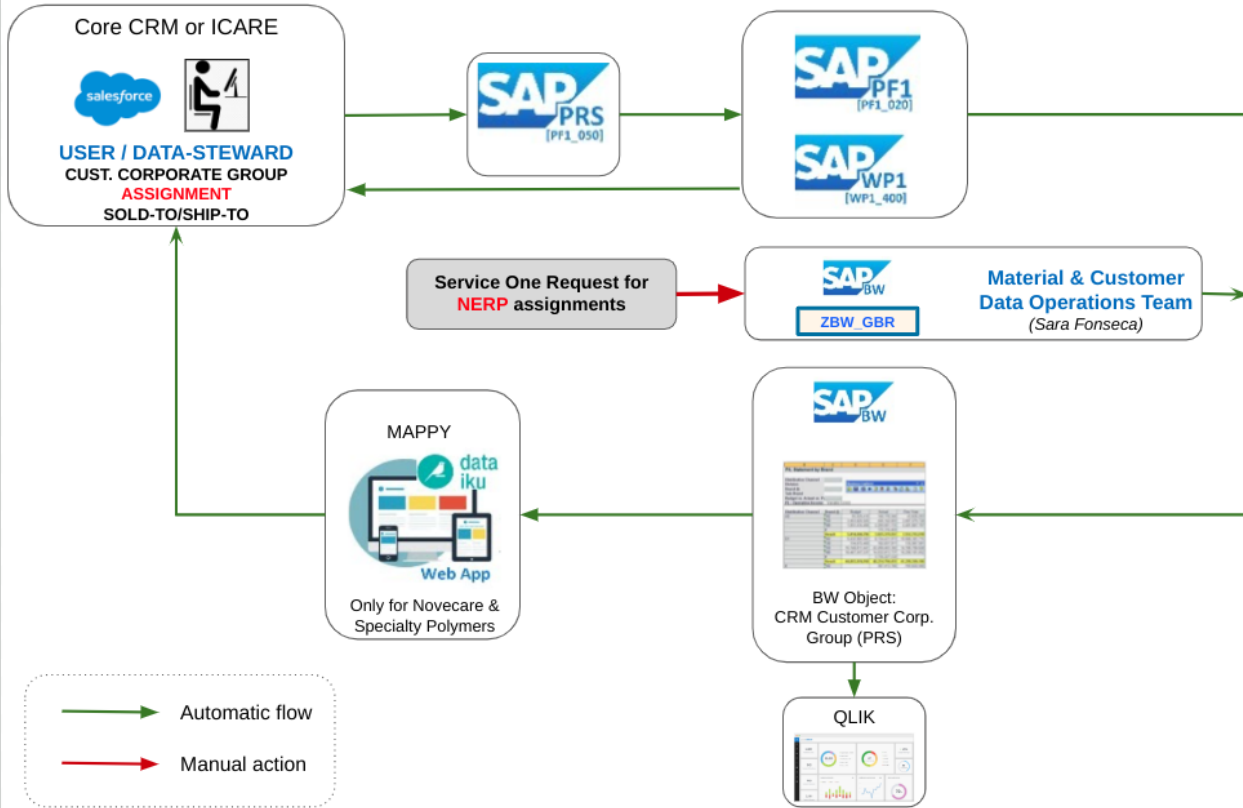 Core CRM or ICARE
salesforce
USER / DATA-STEWARD
CUST. CORPORATE GROUP
ASSIGNMENT
SOLD-TO/SHIP-TO
SAP
PRS
[PF1_050]
SAP
PF1
[PF1_020]
SAP
WP1
[WP1_400]
Service One Request for
NERP assignments
SAP
BW
ZBW_GBR
Material & Customer
Data Operations Team
(Sara Fonseca)
MAPPY
data
iku
Web App
Only for Novecare &
Specialty Polymers
SAP
BW
BW Object:
CRM Customer Corp.
Group (PRS)
QLIK
Automatic flow
Manual action